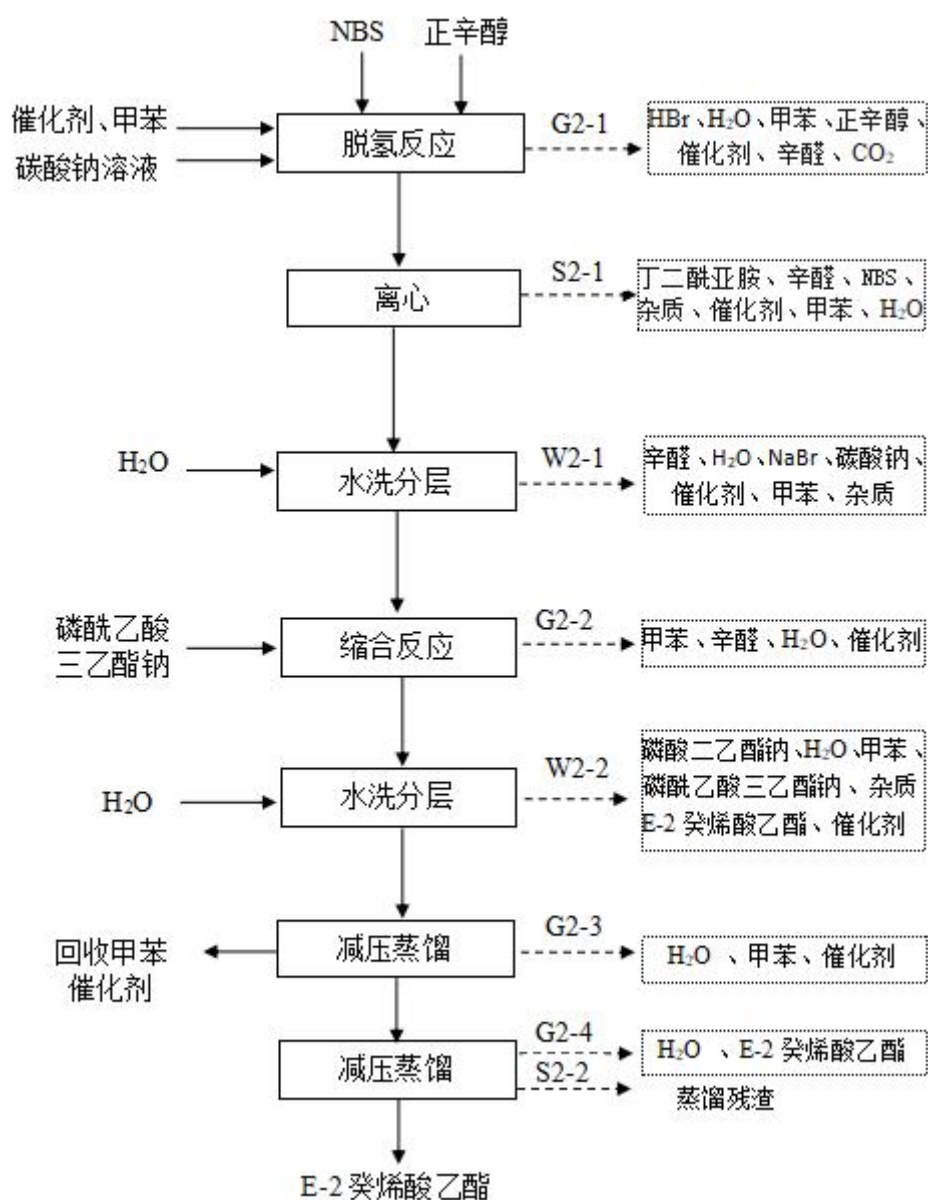 NBS
正辛醇
催化剂、甲苯
碳酸钠溶液
脱氢反应
G2-1
HBr、H₂O、甲苯、正辛醇、
催化剂、辛醛、CO₂
离心
S2-1
丁二酰亚胺、辛醛、NBS、
杂质、催化剂、甲苯、H₂O
H₂O
水洗分层
W2-1
辛醛、H₂O、NaBr、碳酸钠、
催化剂、甲苯、杂质
磷酰乙酸
三乙酯钠
缩合反应
G2-2
甲苯、辛醛、H₂O、催化剂
H₂O
水洗分层
W2-2
磷酸二乙酯钠、H₂O、甲苯、
磷酰乙酸三乙酯钠、杂质
E-2癸烯酸乙酯、催化剂
回收甲苯
催化剂
减压蒸馏
G2-3
H₂O 、甲苯、催化剂
减压蒸馏
G2-4
H₂O 、E-2癸烯酸乙酯
S2-2
蒸馏残渣
E-2癸烯酸乙酯